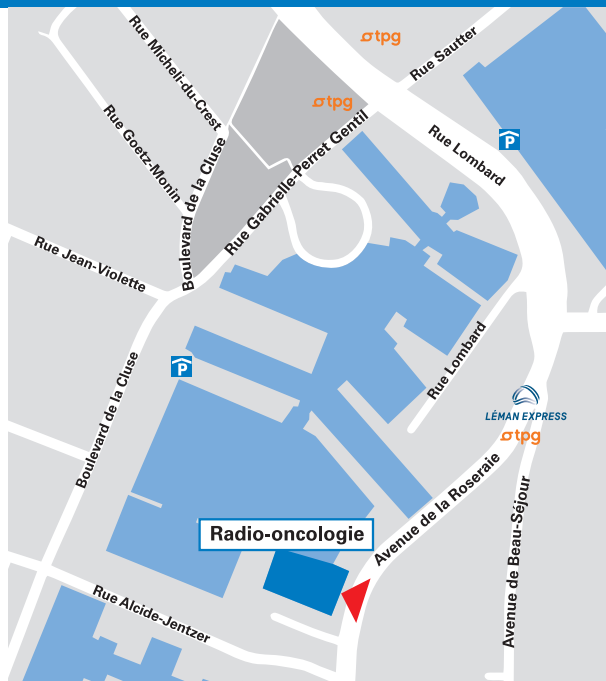 tpg
Rue Sautter
Rue Micheli-du-Crest
tpg
Rue Goetz-Monin
Rue Lombard
P
Boulevard de la Cluse
Rue Gabrielle-Perret Gentil
Rue Jean-Violette
P
Rue Lombard
Boulevard de la Cluse
LÉMAN EXPRESS
tpg
Avenue de la Roseraie
Radio-oncologie
Avenue de Beau-Séjour
Rue Alcide-Jentzer